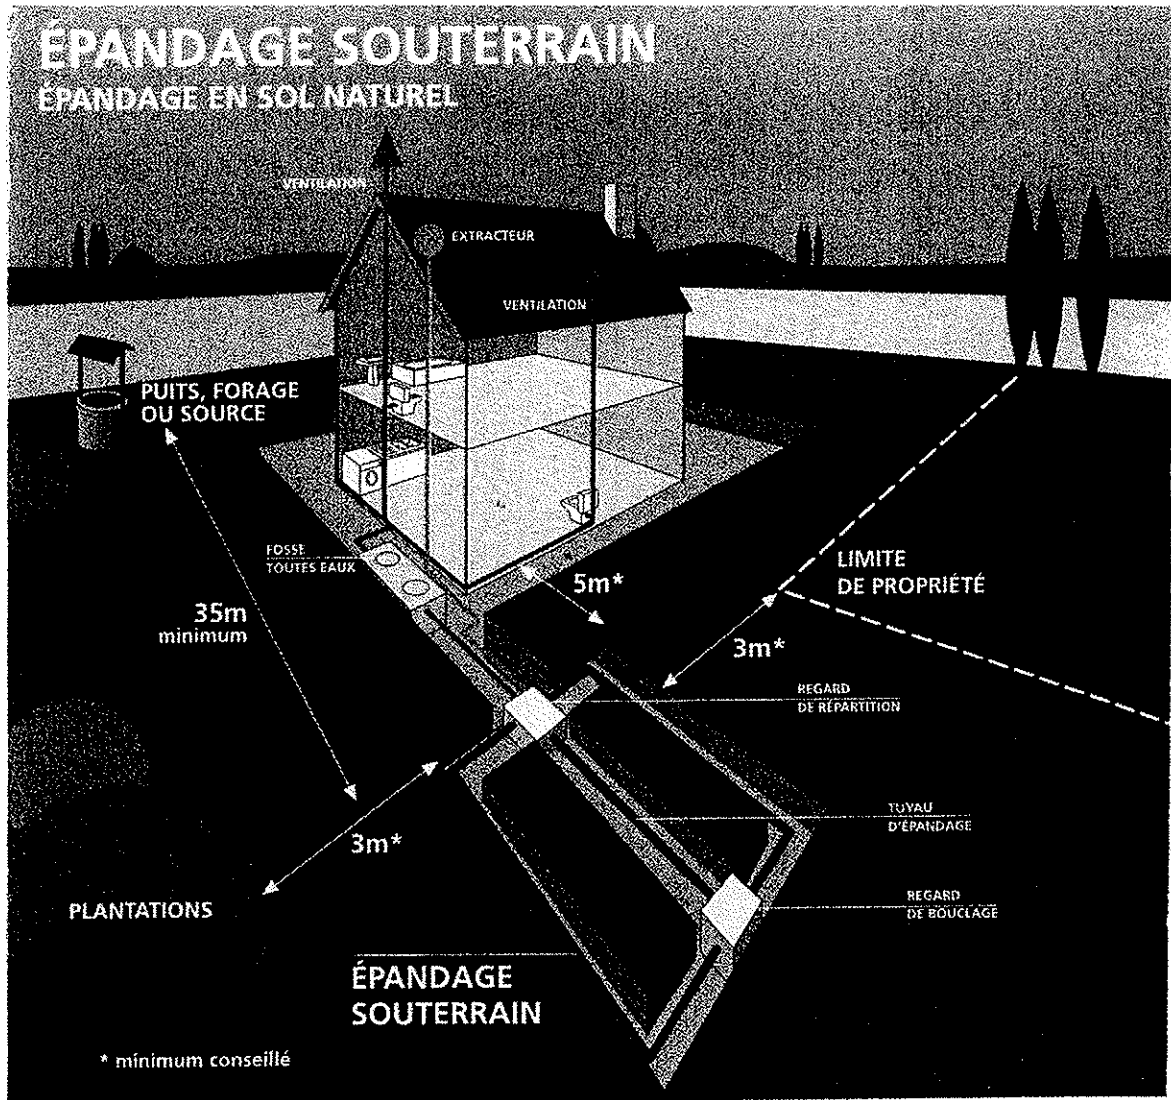 ÉPANDAGE SOUTERRAIN
ÉPANDAGE EN SOL NATUREL
VENTILATION
EXTRACTEUR
VENTILATION
PUITS, FORAGE
OU SOURCE
FOSSE
TOUTES EAUX
5m*
LIMITE
DE PROPRIÉTÉ
35m
minimum
3m*
REGARD
DE RÉPARTITION
TUYAU
D'ÉPANDAGE
3m*
REGARD
DE BOUCLAGE
PLANTATIONS
ÉPANDAGE
SOUTERRAIN
* minimum conseillé